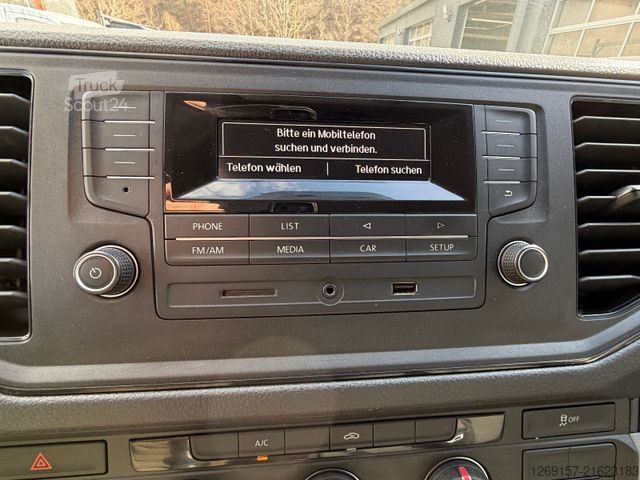 Truck
Scout24
Bitte ein Mobiltelefon
suchen und verbinden.
Telefon wählen
Telefon suchen
PHONE
LIST
FM/AM
MEDIA
CAR
SETUP
A/C
OFF
1269157-21623183